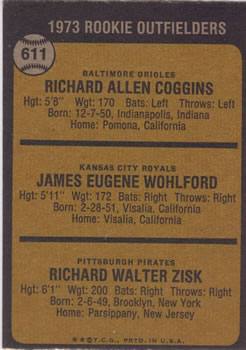 1973 ROOKIE OUTFIELDERS
611
BALTIMORE ORIOLES
RICHARD ALLEN COGGINS
Hgt: 5'8" Wgt: 170 Bats: Left Throws: Left
Born: 12-7-50, Indianapolis, Indiana
Home: Pomona, California
KANSAS CITY ROYALS
JAMES EUGENE WOHLFORD
Hgt: 5'11" Wgt: 172 Bats: Right Throws: Right
Born: 2-28-51, Visalia, California
Home: Visalia, California
PITTSBURGH PIRATES
RICHARD WALTER ZISK
Hgt: 6'1" Wgt: 200 Bats: Right Throws: Right
Born: 2-6-49, Brooklyn, New York
Home: Parsippany, New Jersey
© T.C.G., PRTD. IN U.S.A.